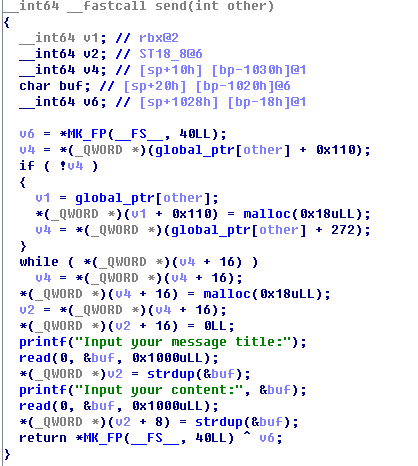 __int64 __fastcall send(int other)
{
__int64 v1; // rbx@2
__int64 v2; // ST18_8@6
__int64 v4; // [sp+10h] [bp-1030h]@1
char buf; // [sp+20h] [bp-1020h]@6
__int64 v6; // [sp+1028h] [bp-18h]@1
v6 = *MK_FP(__FS__, 40LL);
v4 = *(_QWORD *)(global_ptr[other] + 0x110);
if ( !v4 )
{
v1 = global_ptr[other];
*(_QWORD *)(v1 + 0x110) = malloc(0x18uLL);
v4 = *(_QWORD *)(global_ptr[other] + 272);
}
while ( *(_QWORD *)(v4 + 16) )
v4 = *(_QWORD *)(v4 + 16);
*(_QWORD *)(v4 + 16) = malloc(0x18uLL);
v2 = *(_QWORD *)(v4 + 16);
*(_QWORD *)(v2 + 16) = 0LL;
printf("Input your message title:");
read(0, &buf, 0x1000uLL);
*(_QWORD *)v2 = strdup(&buf);
printf("Input your content:", &buf);
read(0, &buf, 0x1000uLL);
*(_QWORD *)(v2 + 8) = strdup(&buf);
return *MK_FP(__FS__, 40LL) ^ v6;
}